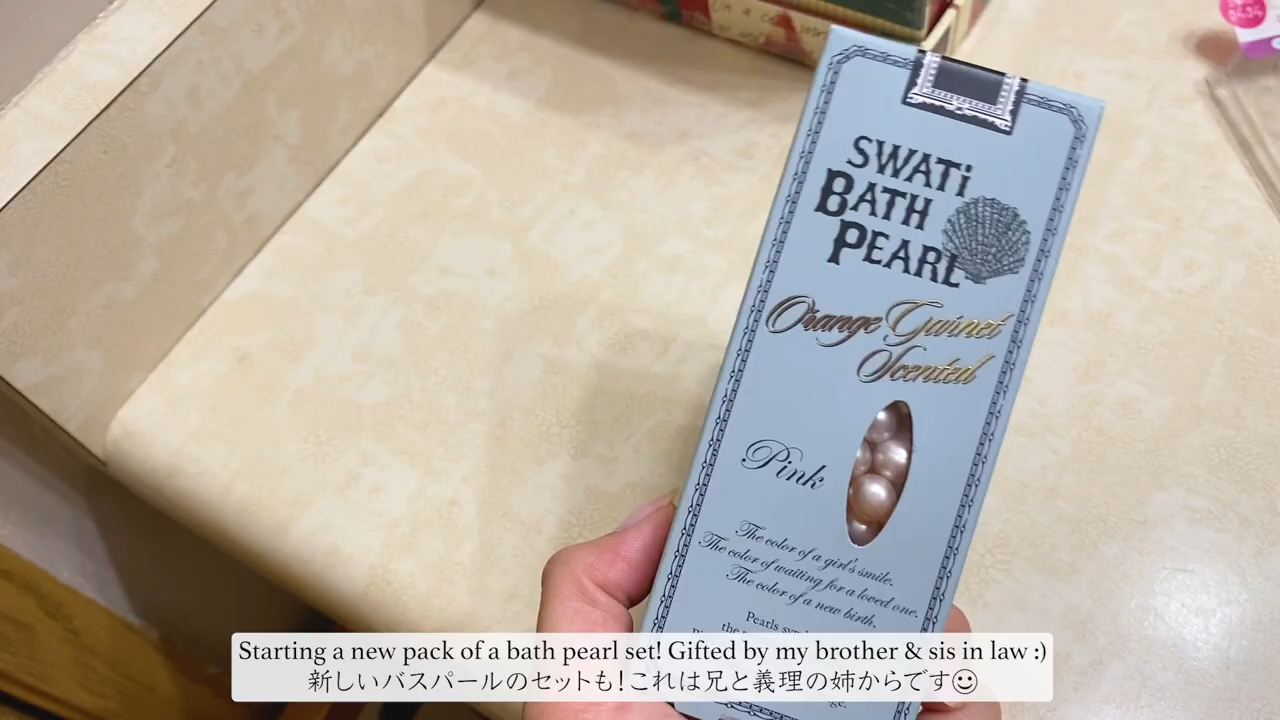 SWATi
BATH
PEARL
Orange Garnet
Scented
Pink
The color of a girl's smile.
The color of waiting for a loved one.
The color of a new birth.
Pearls
the
Starting a new pack of a bath pearl set! Gifted by my brother & sis in law :)
新しいバスパールのセットも！これは兄と義理の姉からです☺